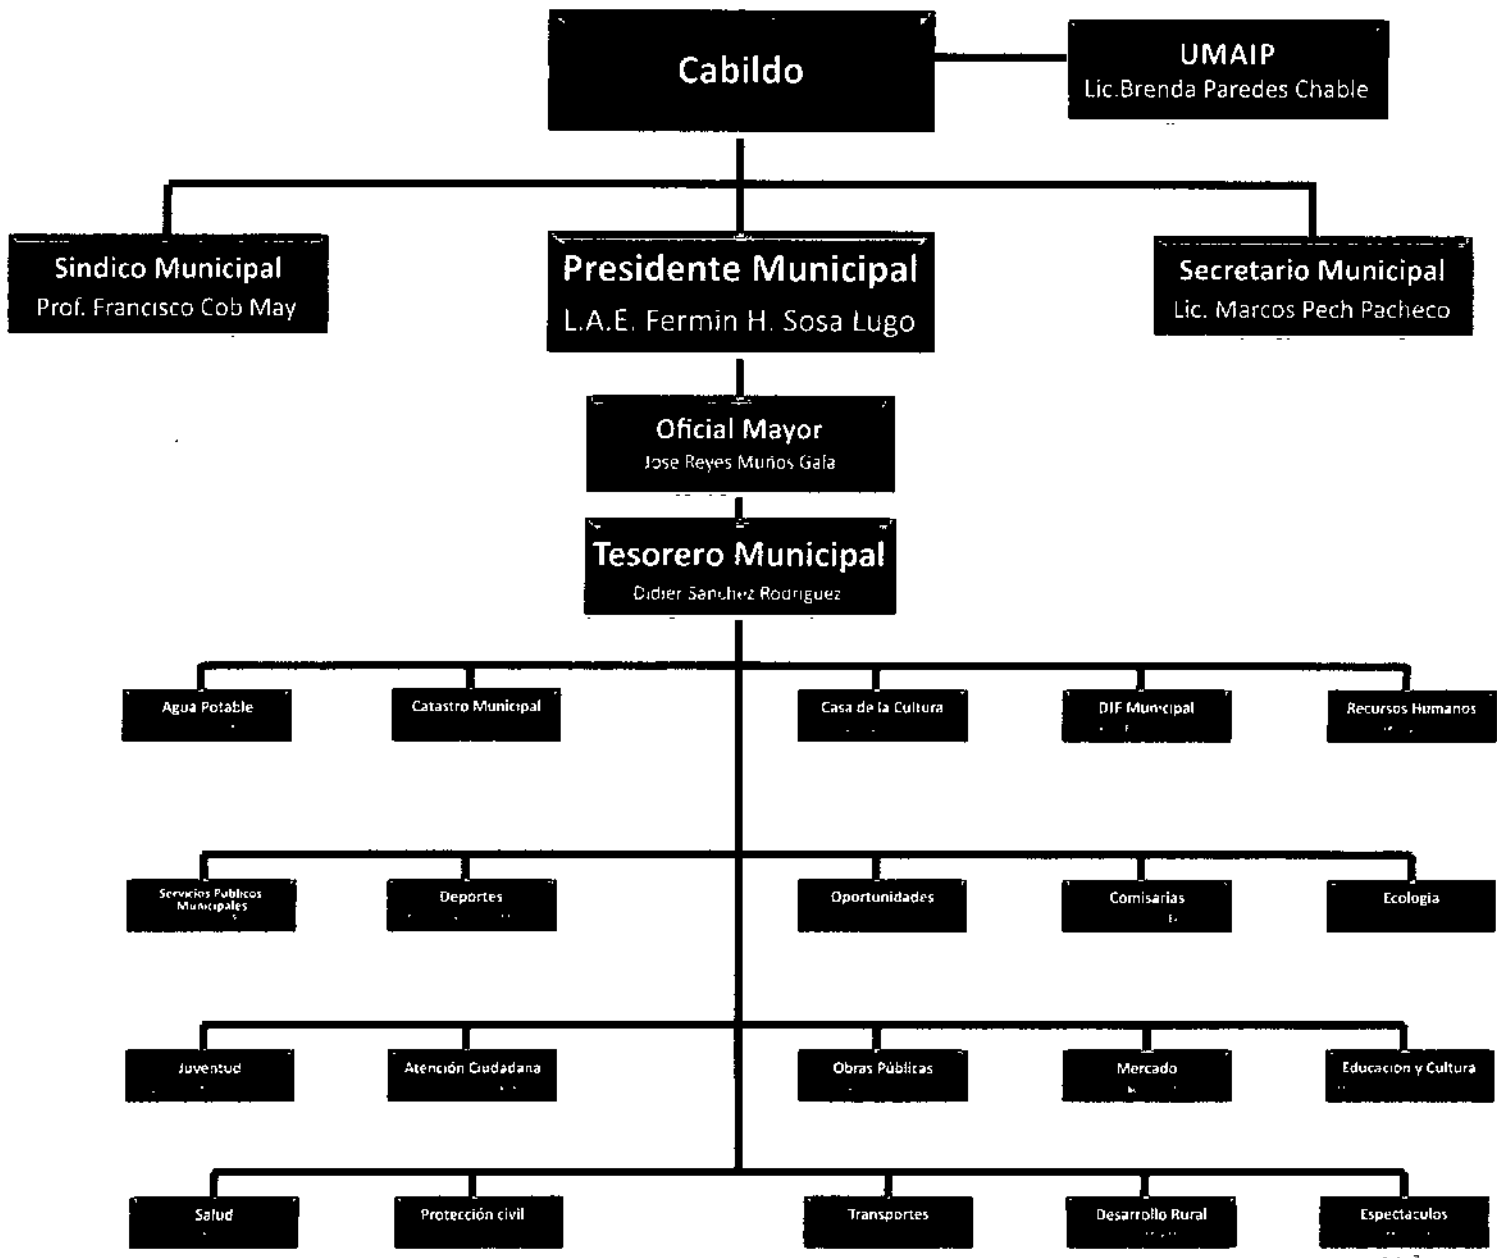 Cabildo
UMAIP
Lic.Brenda Paredes Chable
Sindico Municipal
Prof. Francisco Cob May
Presidente Municipal
L.A.E. Fermin H. Sosa Lugo
Secretario Municipal
Lic. Marcos Pech Pacheco
Oficial Mayor
Jose Reyes Muños Gala
Tesorero Municipal
Didier Sanchez Rodriguez
Agua Potable
Catastro Municipal
Casa de la Cultura
DIF Municipal
Recursos Humanos
Servicios Publicos
Municipales
Deportes
Oportunidades
Comisarias
Ecologia
Juventud
Atención Ciudadana
Obras Públicas
Mercado
Educacion y Cultura
Salud
Protección civil
Transportes
Desarrollo Rural
Espectaculos